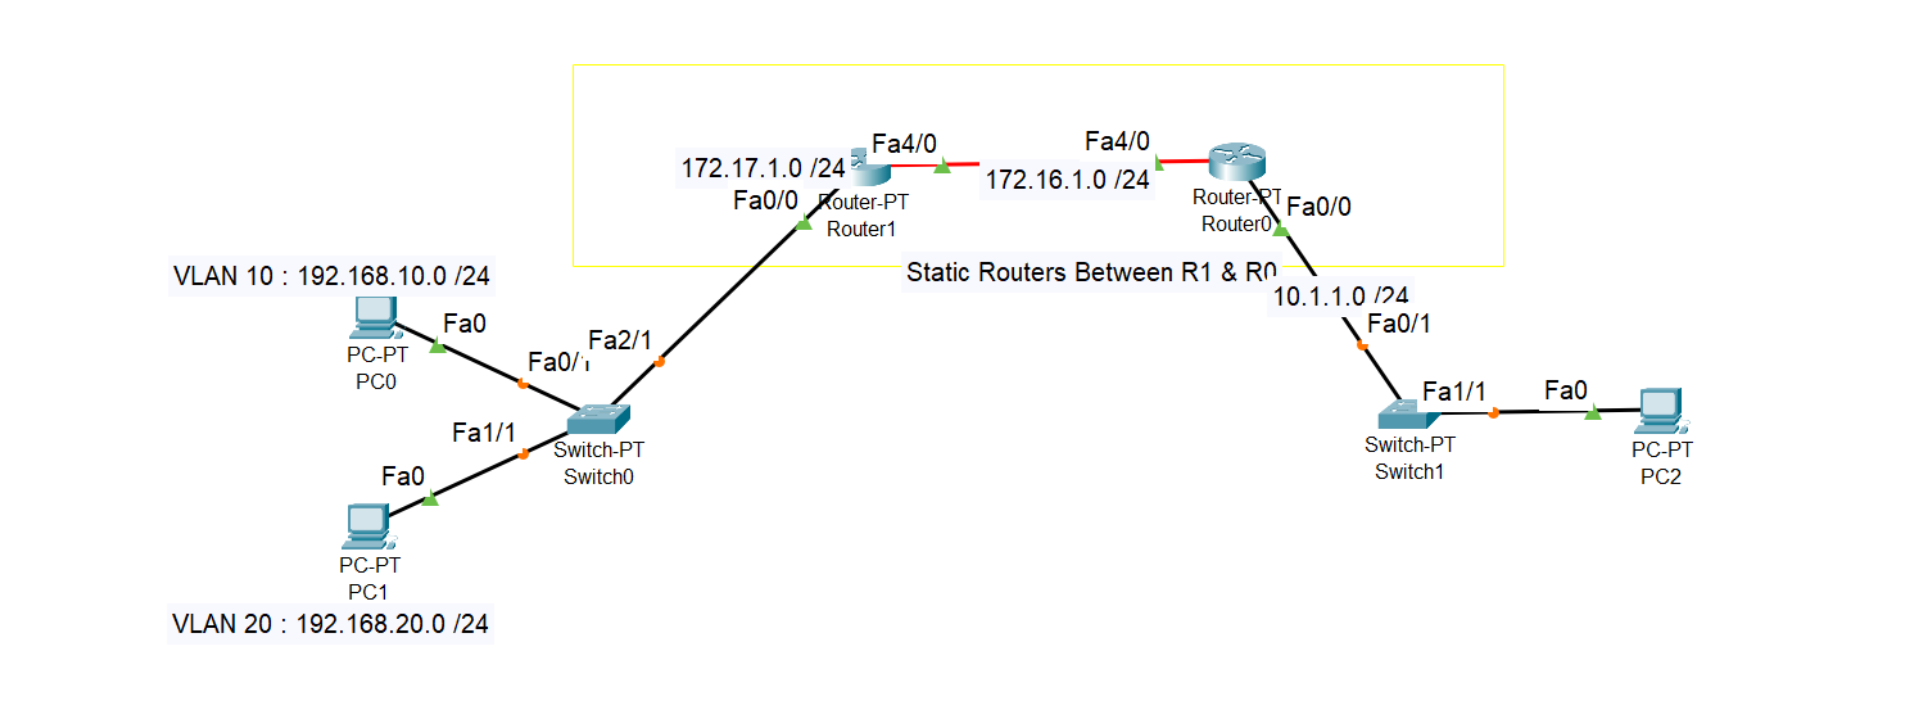 Fa4/0
Fa4/0
172.17.1.0 /24
172.16.1.0 /24
Fa0/0
Router-PT
Router1
Router-PT
Router0
Fa0/0
Static Routers Between R1 & R0
10.1.1.0 /24
Fa0/1
VLAN 10 : 192.168.10.0 /24
Fa0
PC-PT
PC0
Fa0/1
Fa2/1
Fa1/1
Switch-PT
Switch0
Fa0
PC-PT
PC1
VLAN 20 : 192.168.20.0 /24
Fa1/1
Fa0
Switch-PT
Switch1
PC-PT
PC2